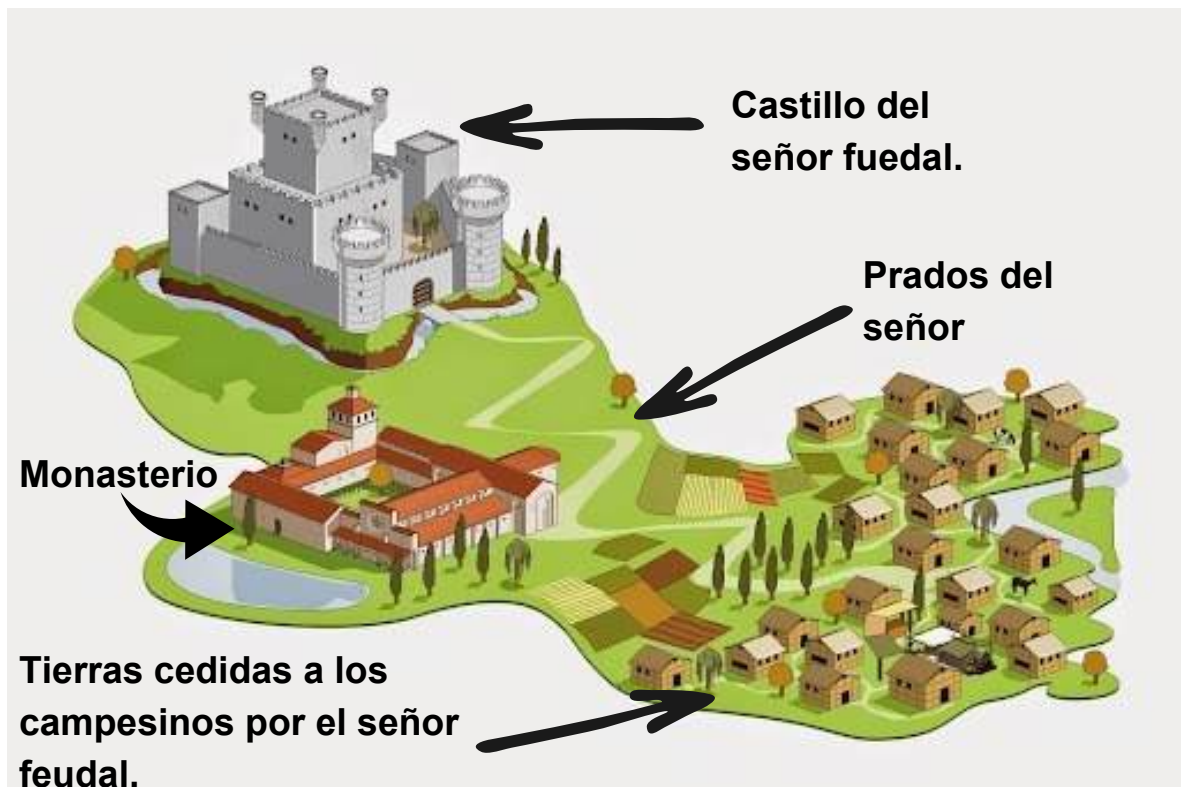 Castillo del
señor fuedal.
Prados del
señor
Monasterio
Tierras cedidas a los
campesinos por el señor
feudal.